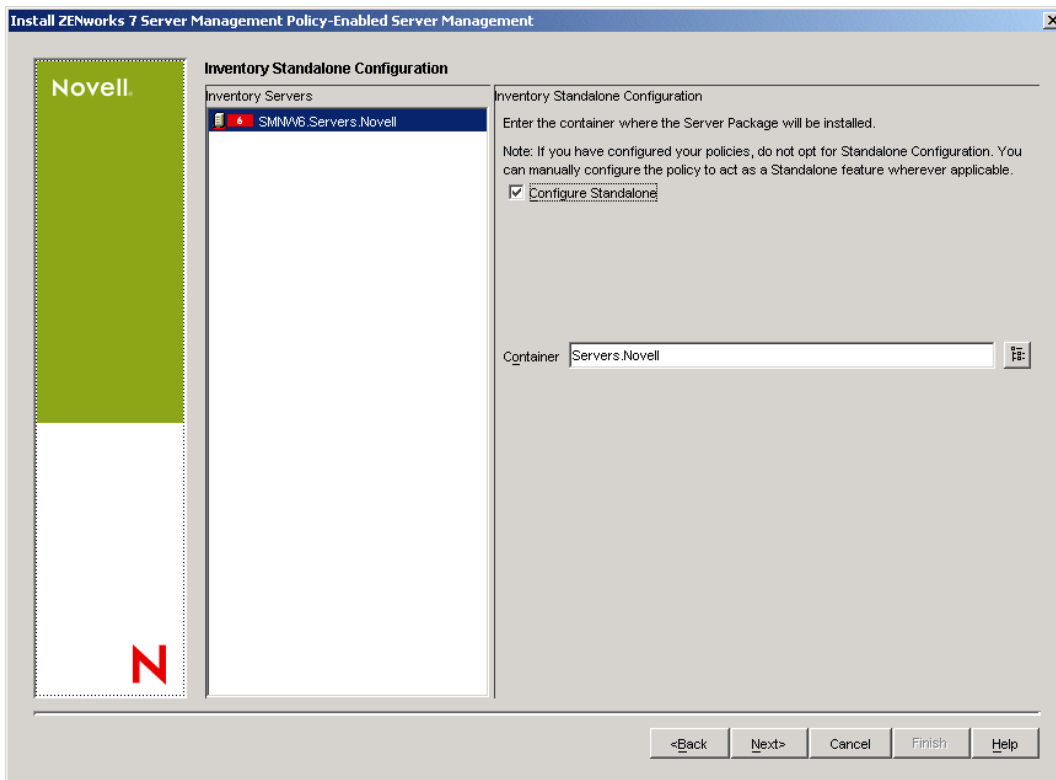 Install ZENworks 7 Server Management Policy-Enabled Server Management
Novell.
Inventory Standalone Configuration
Inventory Servers
6 SMNW6.Servers.Novell
Inventory Standalone Configuration
Enter the container where the Server Package will be installed.
Note: If you have configured your policies, do not opt for Standalone Configuration. You
can manually configure the policy to act as a Standalone feature wherever applicable.
Configure Standalone
Container Servers.Novell
N
<Back Next> Cancel Finish Help